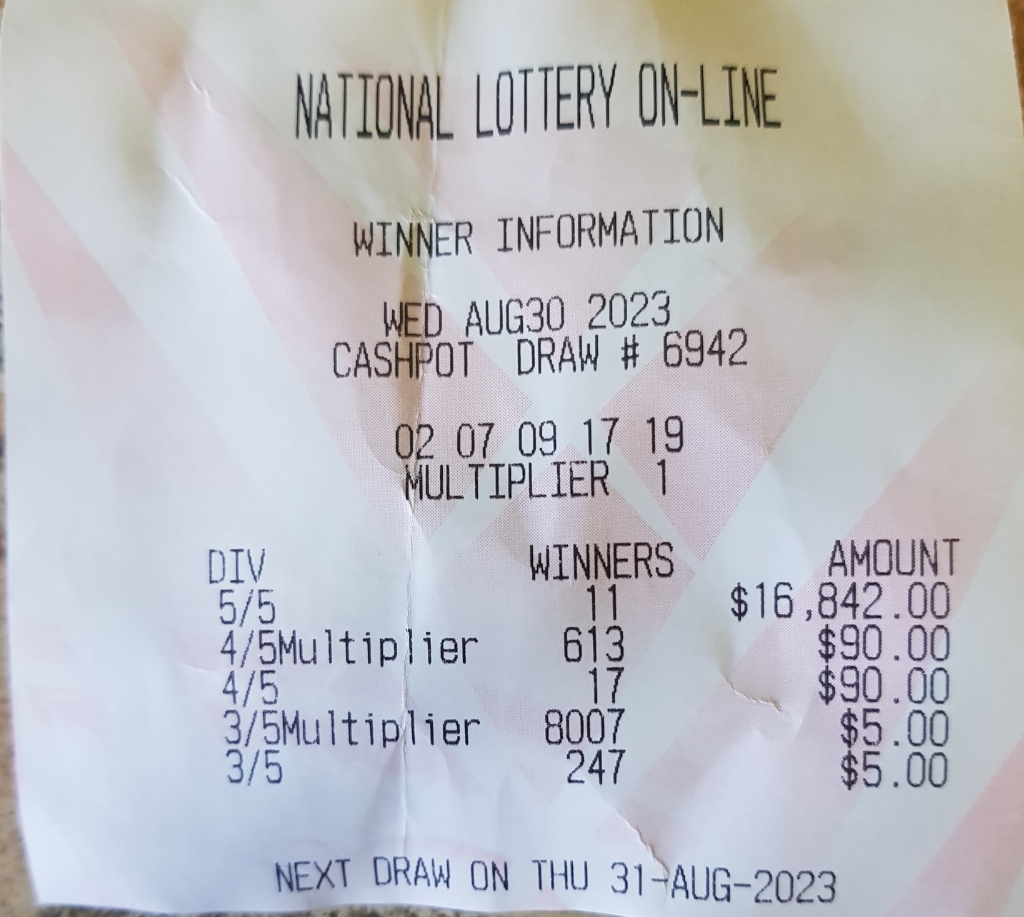 NATIONAL LOTTERY ON-LINE
WINNER INFORMATION
WED AUG30 2023
CASHPOT DRAW # 6942
02 07 09 17 19
MULTIPLIER 1
DIV WINNERS AMOUNT
5/5 11 $16,842.00
4/5Multiplier 613 $90.00
4/5 17 $90.00
3/5Multiplier 8007 $5.00
3/5 247 $5.00
NEXT DRAW ON THU 31-AUG-2023